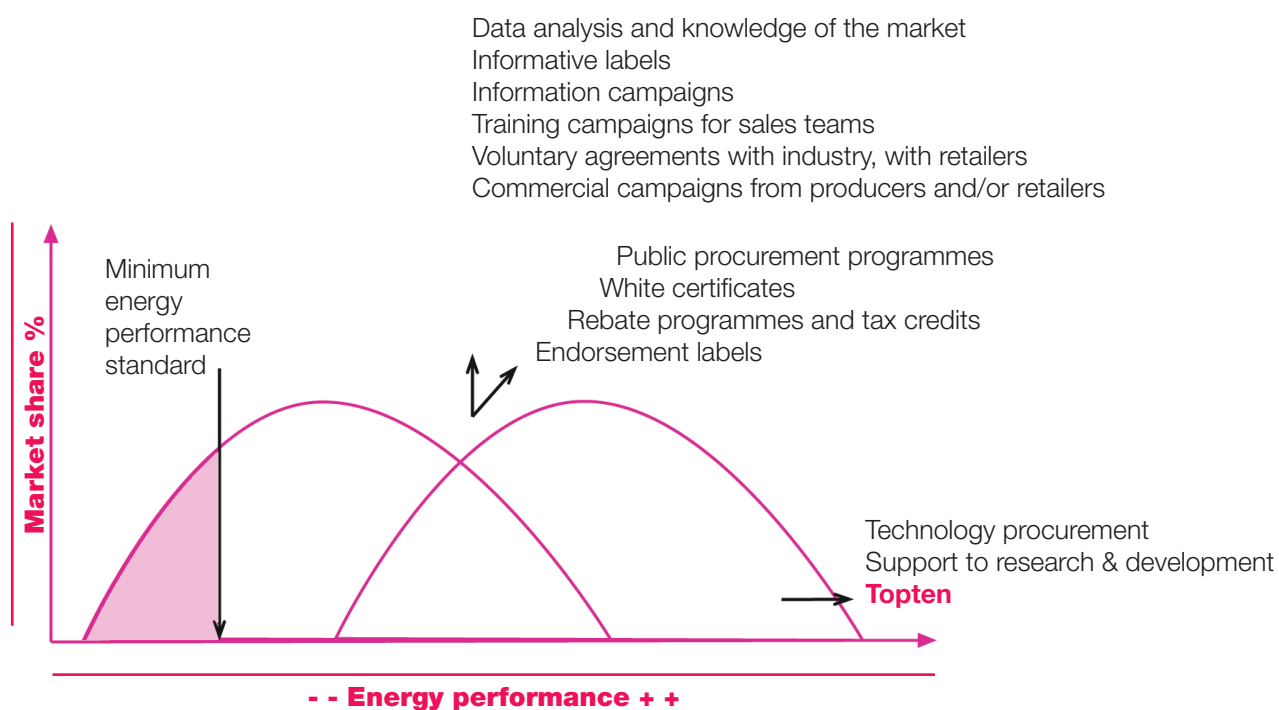 Data analysis and knowledge of the market
Informative labels
Information campaigns
Training campaigns for sales teams
Voluntary agreements with industry, with retailers
Commercial campaigns from producers and/or retailers
Public procurement programmes
White certificates
Rebate programmes and tax credits
Endorsement labels
Minimum
energy
performance
standard
Market share %
Technology procurement
Support to research & development
Topten
- - Energy performance + +